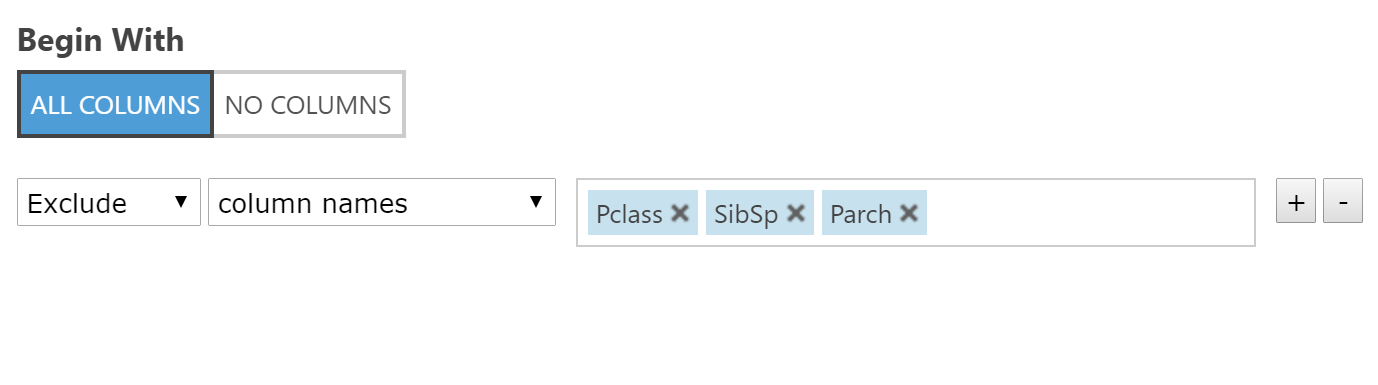 Begin With
ALL COLUMNS NO COLUMNS
Exclude column names Pclass SibSp Parch + -